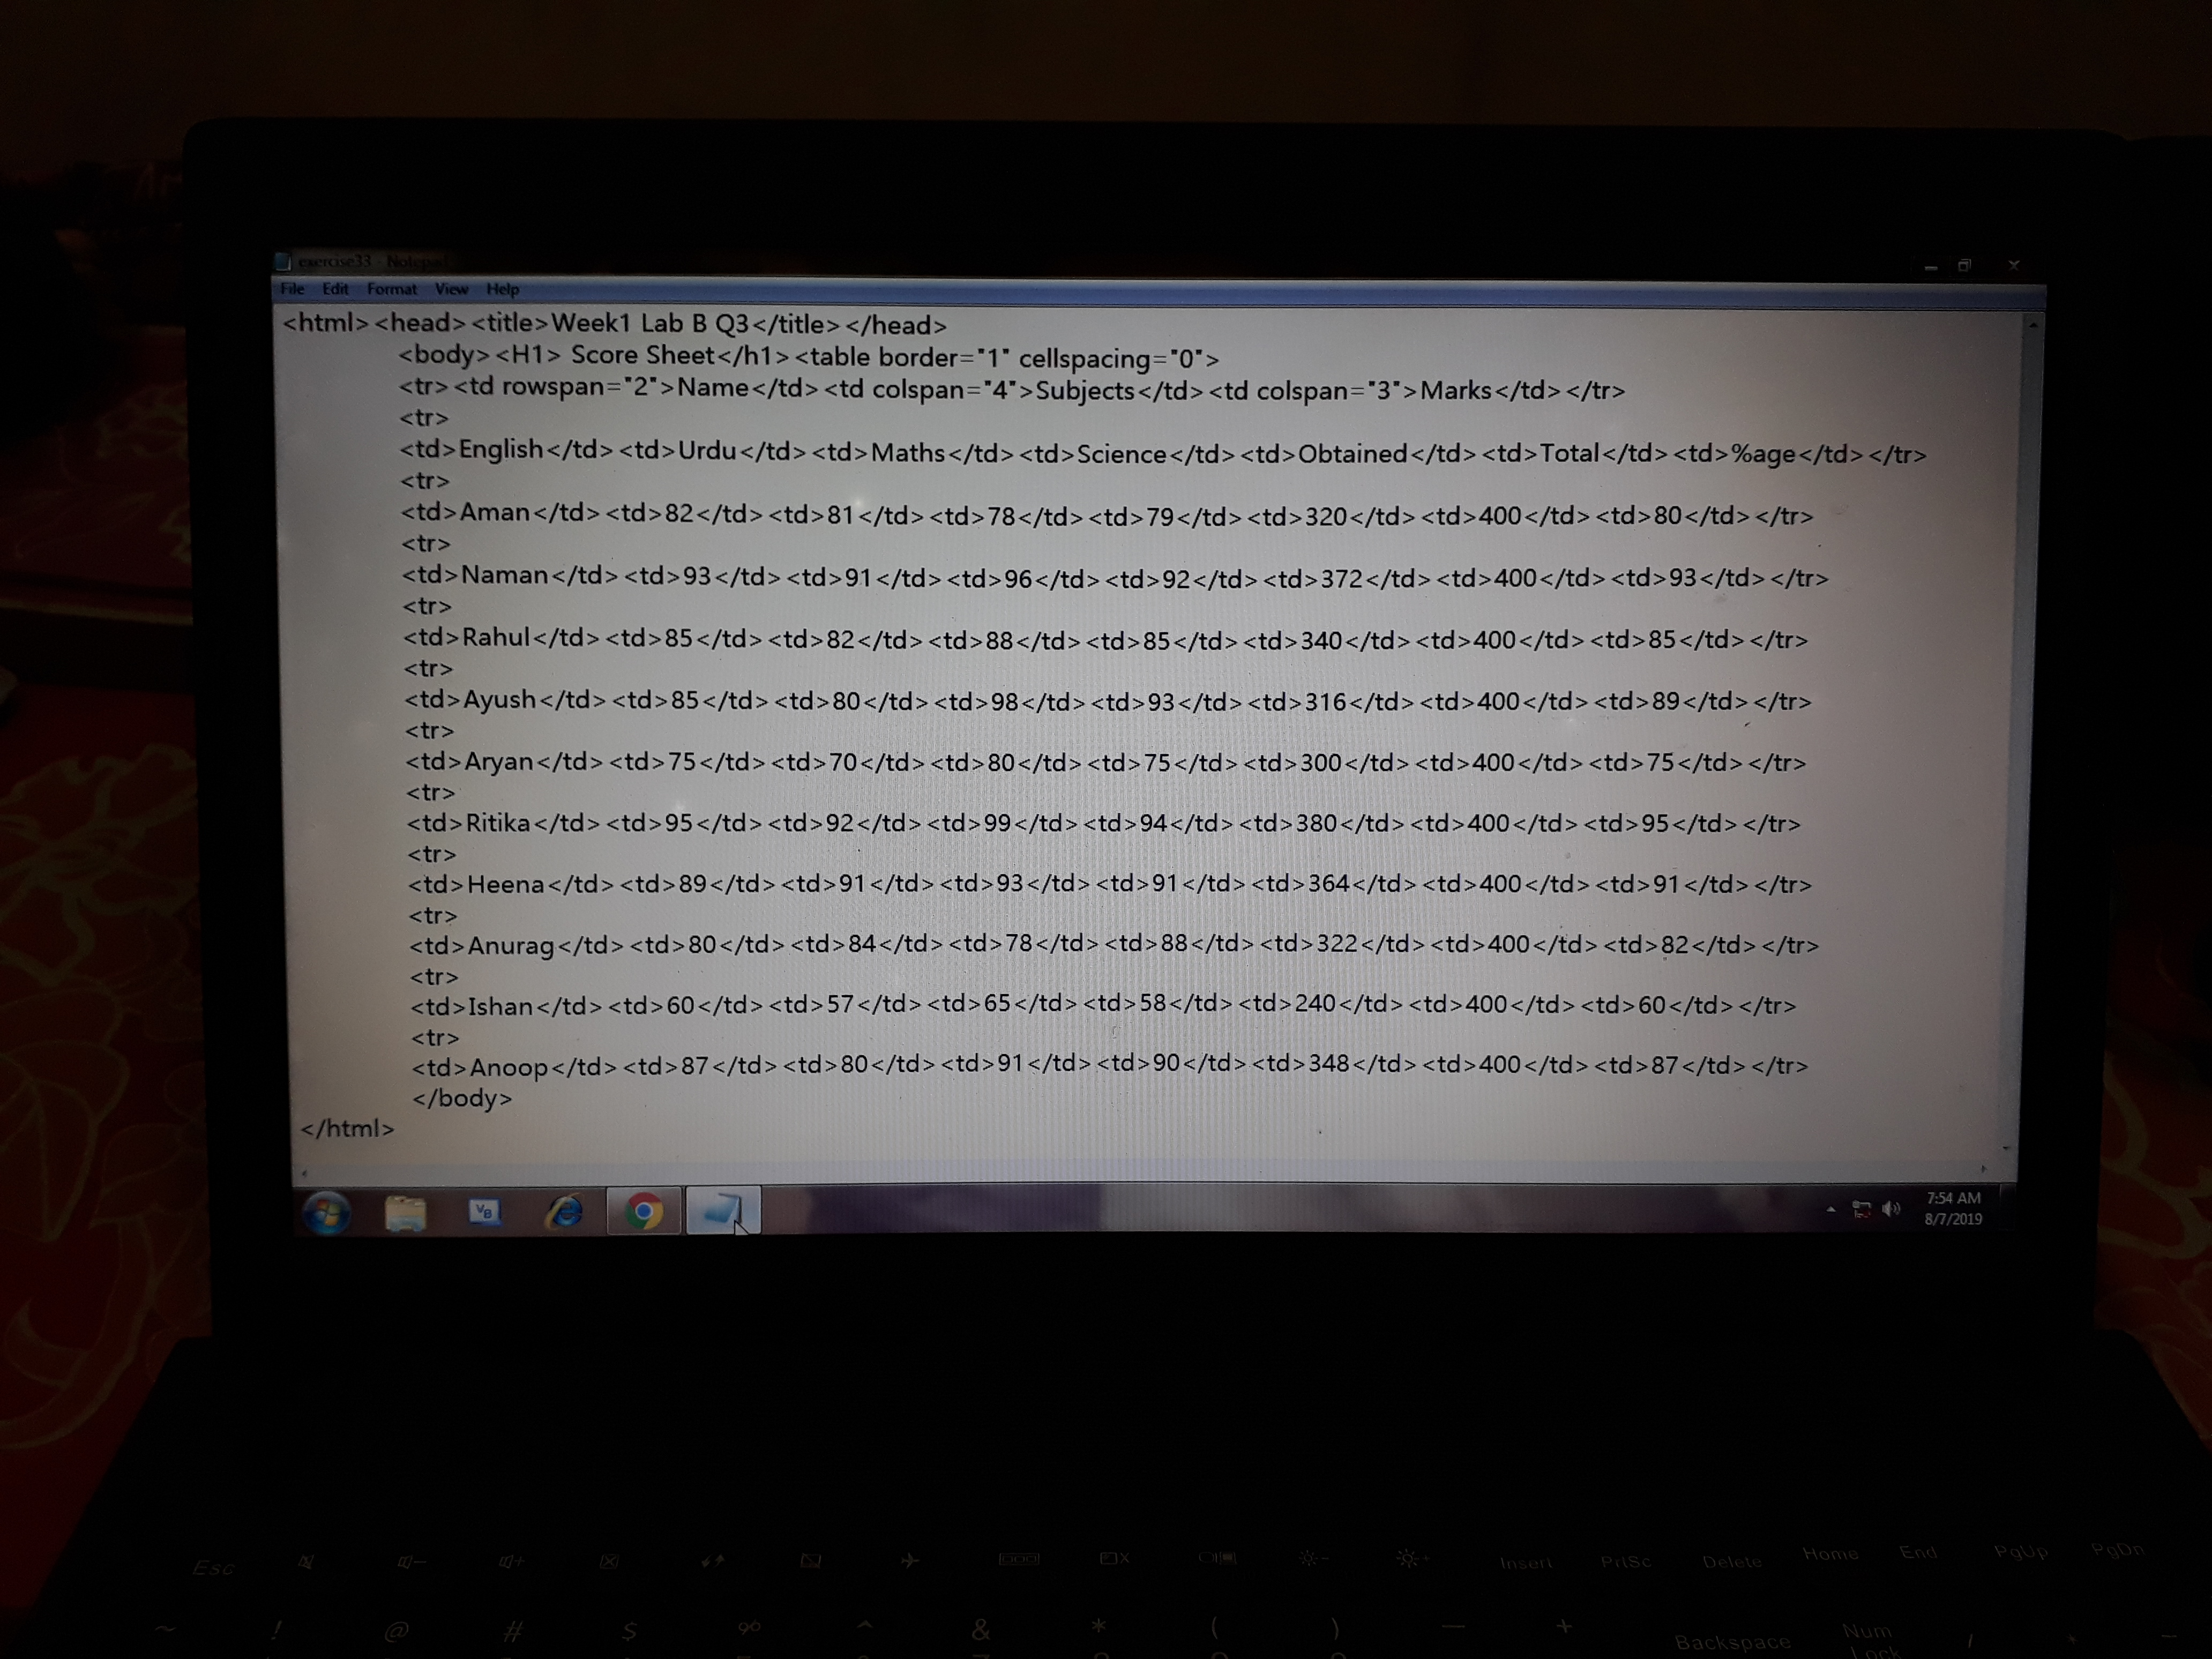 exercise33 - Notepad
File Edit Format View Help
<html><head><title>Week1 Lab B Q3</title></head>
<body><H1> Score Sheet</h1><table border="1" cellspacing="0">
<tr><td rowspan="2">Name</td><td colspan="4">Subjects</td><td colspan="3">Marks</td></tr>
<tr>
<td>English</td><td>Urdu</td><td>Maths</td><td>Science</td><td>Obtained</td><td>Total</td><td>%age</td></tr>
<tr>
<td>Aman</td><td>82</td><td>81</td><td>78</td><td>79</td><td>320</td><td>400</td><td>80</td></tr>
<tr>
<td>Naman</td><td>93</td><td>91</td><td>96</td><td>92</td><td>372</td><td>400</td><td>93</td></tr>
<tr>
<td>Rahul</td><td>85</td><td>82</td><td>88</td><td>85</td><td>340</td><td>400</td><td>85</td></tr>
<tr>
<td>Ayush</td><td>85</td><td>80</td><td>98</td><td>93</td><td>316</td><td>400</td><td>89</td></tr>
<tr>
<td>Aryan</td><td>75</td><td>70</td><td>80</td><td>75</td><td>300</td><td>400</td><td>75</td></tr>
<tr>
<td>Ritika</td><td>95</td><td>92</td><td>99</td><td>94</td><td>380</td><td>400</td><td>95</td></tr>
<tr>
<td>Heena</td><td>89</td><td>91</td><td>93</td><td>91</td><td>364</td><td>400</td><td>91</td></tr>
<tr>
<td>Anurag</td><td>80</td><td>84</td><td>78</td><td>88</td><td>322</td><td>400</td><td>82</td></tr>
<tr>
<td>Ishan</td><td>60</td><td>57</td><td>65</td><td>58</td><td>240</td><td>400</td><td>60</td></tr>
<tr>
<td>Anoop</td><td>87</td><td>80</td><td>91</td><td>90</td><td>348</td><td>400</td><td>87</td></tr>
</body>
</html>
VB
7:54 AM
8/7/2019
Esc Insert PrtSc Delete Home End PgUp PgDn
~ ! @ # $ % ^ & * ( ) — + Backspace Num Lock / * -